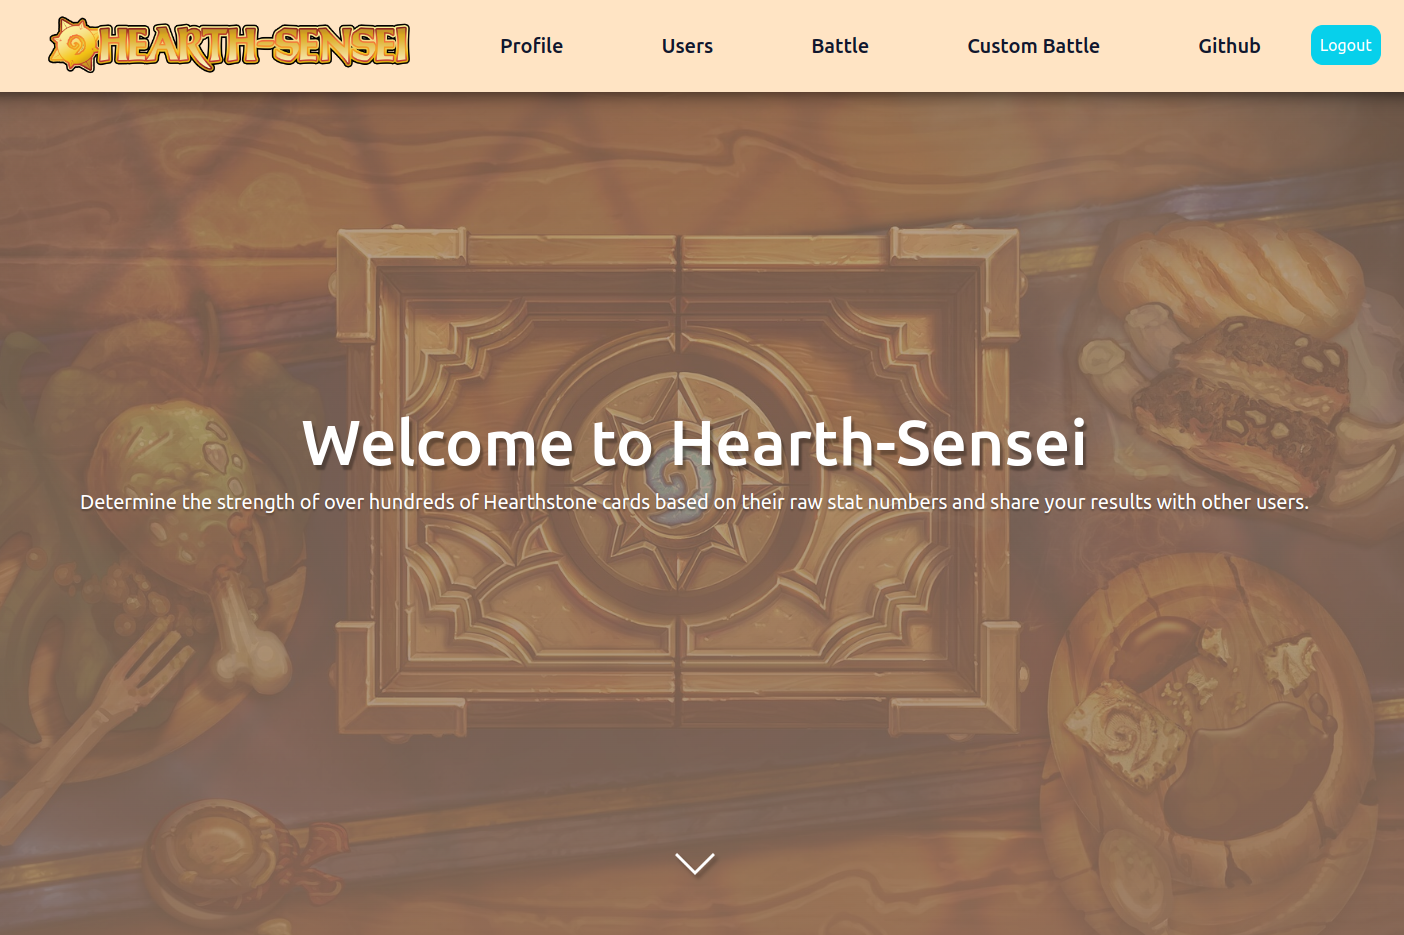 HEARTH-SENSEI
Profile
Users
Battle
Custom Battle
Github
Logout
Welcome to Hearth-Sensei
Determine the strength of over hundreds of Hearthstone cards based on their raw stat numbers and share your results with other users.